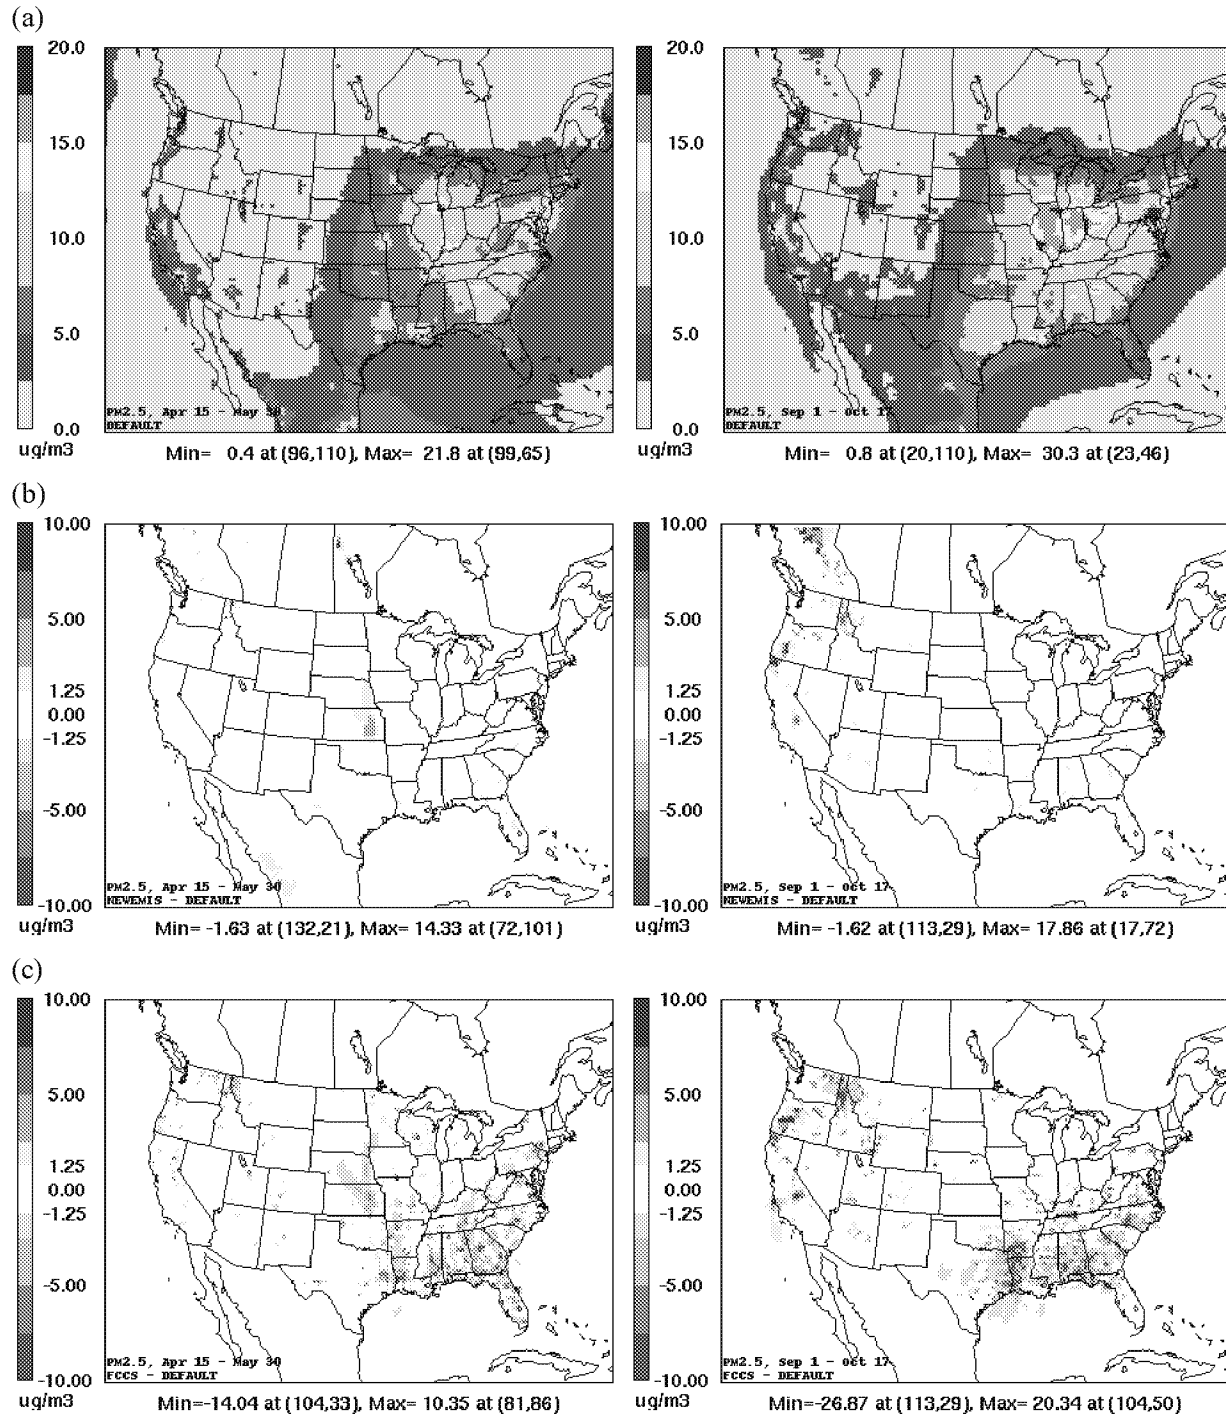 (a)
20.0
15.0
10.0
5.0
0.0
ug/m3
PM2.5, Apr 15 - May 30
DEFAULT
Min= 0.4 at (96,110), Max= 21.8 at (99,65)
20.0
15.0
10.0
5.0
0.0
ug/m3
PM2.5, Sep 1 - Oct 17
DEFAULT
Min= 0.8 at (20,110), Max= 30.3 at (23,46)
(b)
10.00
5.00
1.25
0.00
-1.25
-5.00
-10.00
ug/m3
PM2.5, Apr 15 - May 30
NEWEMIS - DEFAULT
Min= -1.63 at (132,21), Max= 14.33 at (72,101)
10.00
5.00
1.25
0.00
-1.25
-5.00
-10.00
ug/m3
PM2.5, Sep 1 - Oct 17
NEWEMIS - DEFAULT
Min= -1.62 at (113,29), Max= 17.86 at (17,72)
(c)
10.00
5.00
1.25
0.00
-1.25
-5.00
-10.00
ug/m3
PM2.5, Apr 15 - May 30
FCCS - DEFAULT
Min=-14.04 at (104,33), Max= 10.35 at (81,86)
10.00
5.00
1.25
0.00
-1.25
-5.00
-10.00
ug/m3
PM2.5, Sep 1 - Oct 17
FCCS - DEFAULT
Min=-26.87 at (113,29), Max= 20.34 at (104,50)